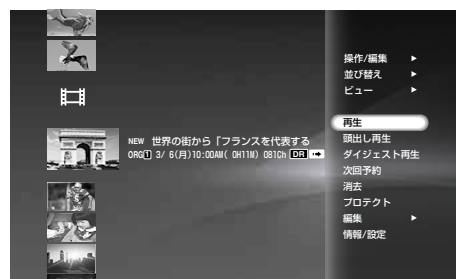 操作/編集 ▶
並び替え ▶
ビュー ▶
再生
頭出し再生
ダイジェスト再生
次回予約
消去
プロテクト
編集 ▶
情報/設定
NEW 世界の街から「フランスを代表する
ORG1 3/ 6(月)10:00AM( 0H11M) 081Ch DR